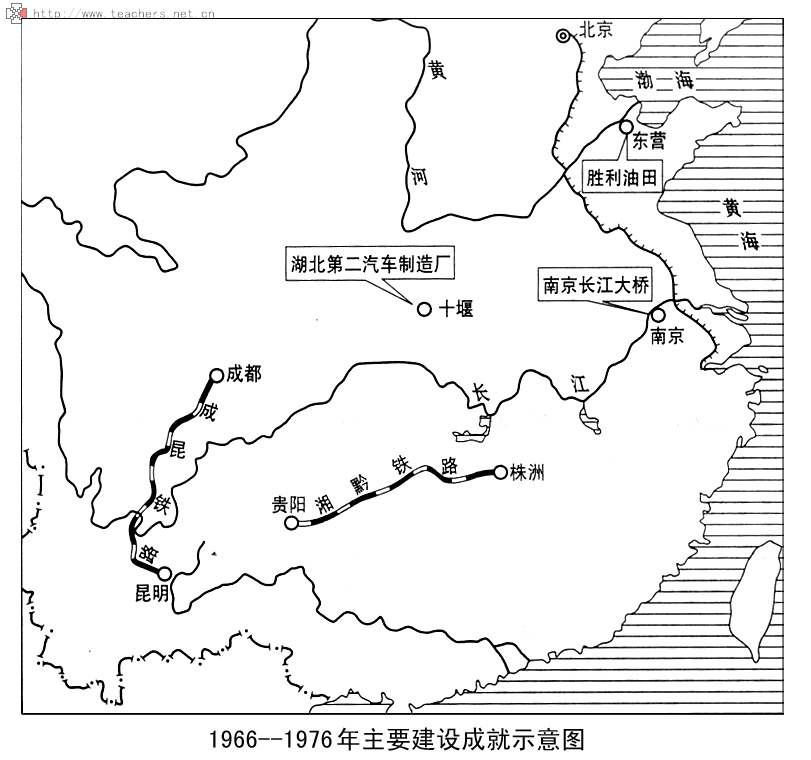 http://www.teachers.net.cn
北京
黄河
渤海
东营
胜利油田
黄海
湖北第二汽车制造厂
十堰
南京长江大桥
南京
成都
成昆铁路
长江
湘黔铁路
株洲
贵阳
昆明
1966--1976年主要建设成就示意图